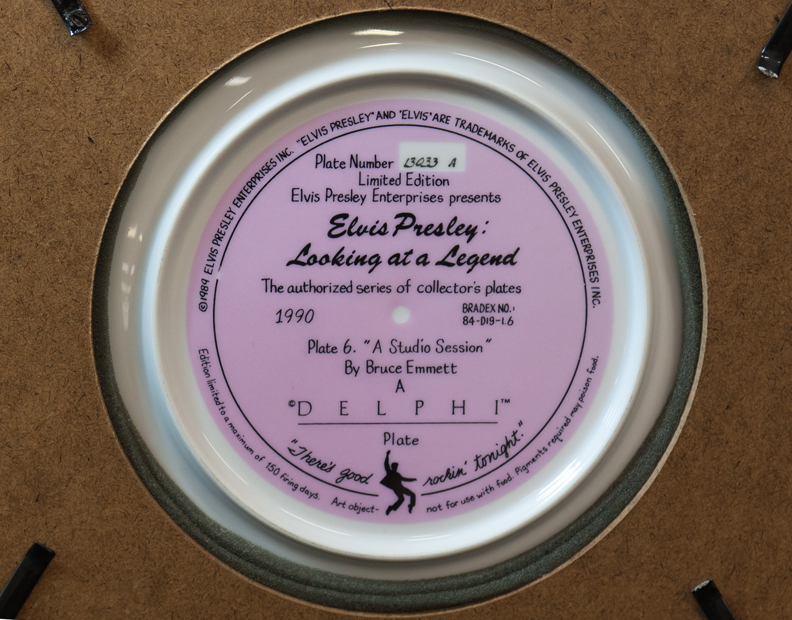 ©1989 ELVIS PRESLEY ENTERPRISES INC. "ELVIS PRESLEY" AND "ELVIS" ARE TRADEMARKS OF ELVIS PRESLEY ENTERPRISES INC.
Plate Number 13033 A
Limited Edition
Elvis Presley Enterprises presents
Elvis Presley:
Looking at a Legend
The authorized series of collector's plates
1990
BRADEX NO.:
84-D19-1.6
Plate 6. "A Studio Session"
By Bruce Emmett
A
©DELPHI™
Plate
"There's good rockin' tonight."
Edition limited to a maximum of 150 firing days. Art object- not for use with food. Pigments required may poison food.